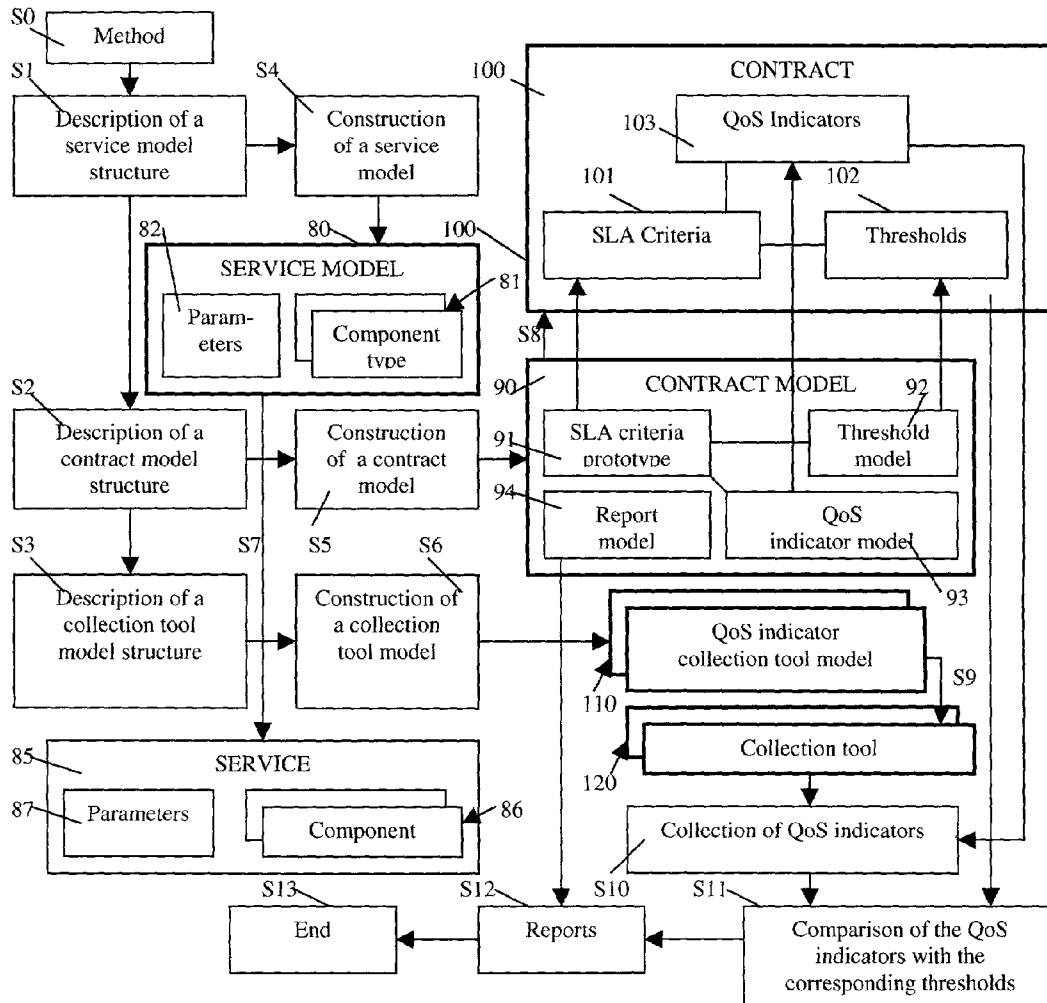 S0
Method
S1
Description of a
service model
structure
S4
Construction
of a service
model
CONTRACT
100
103
QoS Indicators
101
SLA Criteria
102
Thresholds
82
80
100
SERVICE MODEL
81
Param-
eters
Component
type
S8
S2
Description of a
contract model
structure
Construction
of a contract
model
S5
90
CONTRACT MODEL
92
91
SLA criteria
prototype
Threshold
model
94
Report
model
QoS
indicator model
93
S3
S7
S6
Description of a
collection tool
model structure
Construction of
a collection
tool model
QoS indicator
collection tool model
110
S9
Collection tool
120
85
SERVICE
87
Parameters
86
Component
Collection of QoS indicators
S10
S13
End
S12
Reports
S11
Comparison of the QoS
indicators with the
corresponding thresholds